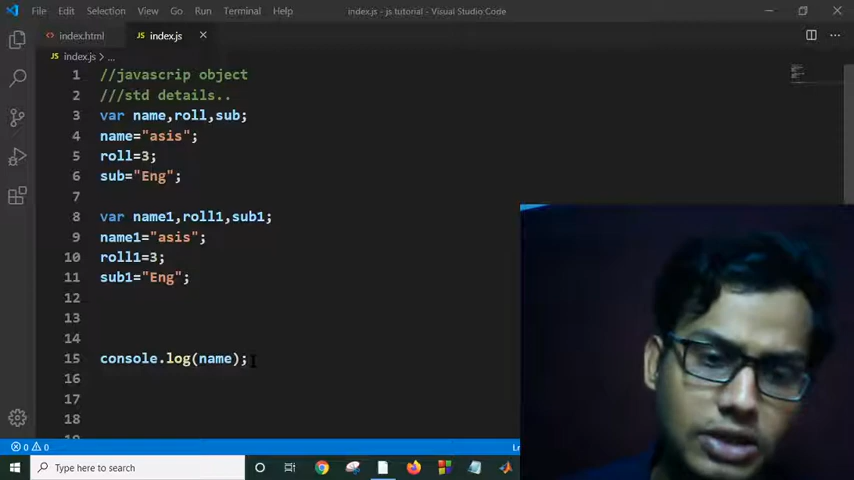 File Edit Selection View Go Run Terminal Help index.js - js tutorial - Visual Studio Code
index.html JS index.js
JS index.js > ...
1 //javascrip object
2 ///std details..
3 var name,roll,sub;
4 name="asis";
5 roll=3;
6 sub="Eng";
7
8 var name1,roll1,sub1;
9 name1="asis";
10 roll1=3;
11 sub1="Eng";
12
13
14
15 console.log(name);
16
17
18
0 0
Type here to search